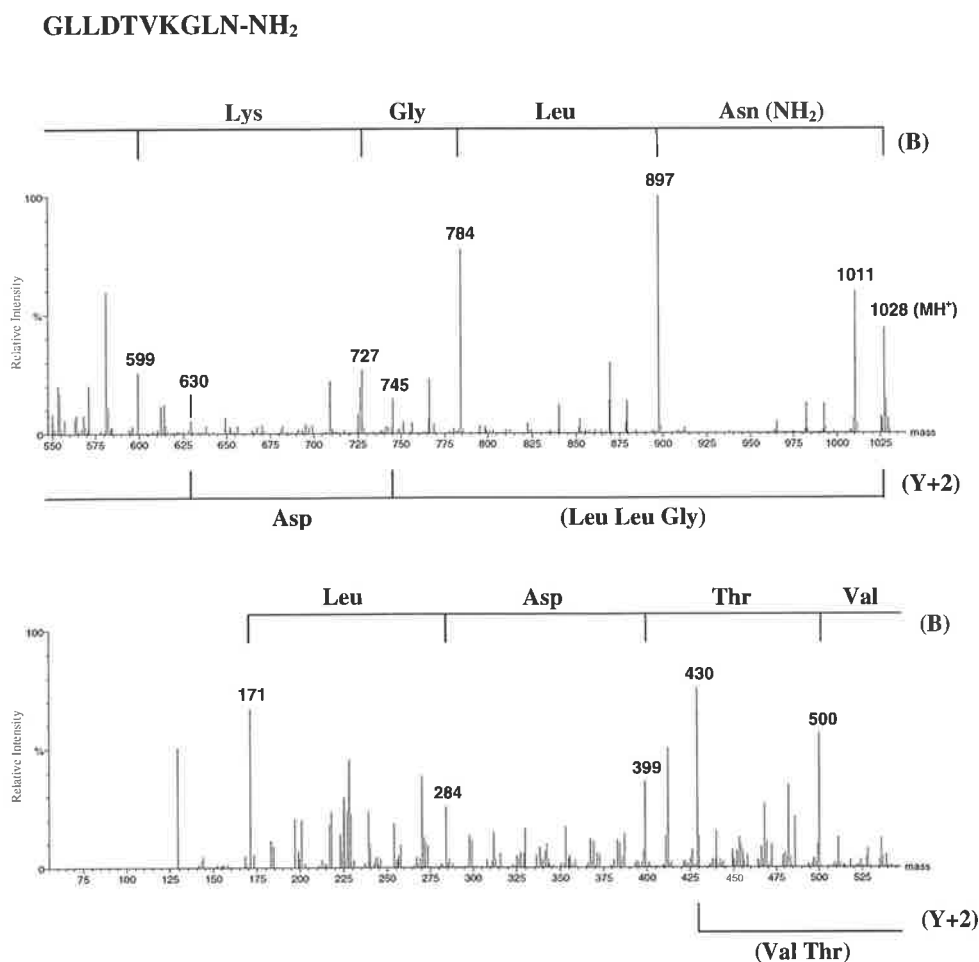 GLLDTVKGLN-NH₂
Lys Gly Leu Asn (NH₂)
(B)
100
897
784
1011
1028 (MH⁺)
Relative Intensity
%
599
727
630
745
0
550 575 600 625 650 675 700 725 750 775 800 825 850 875 900 925 950 975 1000 1025 mass
(Y+2)
Asp (Leu Leu Gly)
Leu Asp Thr Val
(B)
100
430
171
500
Relative Intensity
%
399
284
0
75 100 125 150 175 200 225 250 275 300 325 350 375 400 425 450 475 500 525 mass
(Y+2)
(Val Thr)